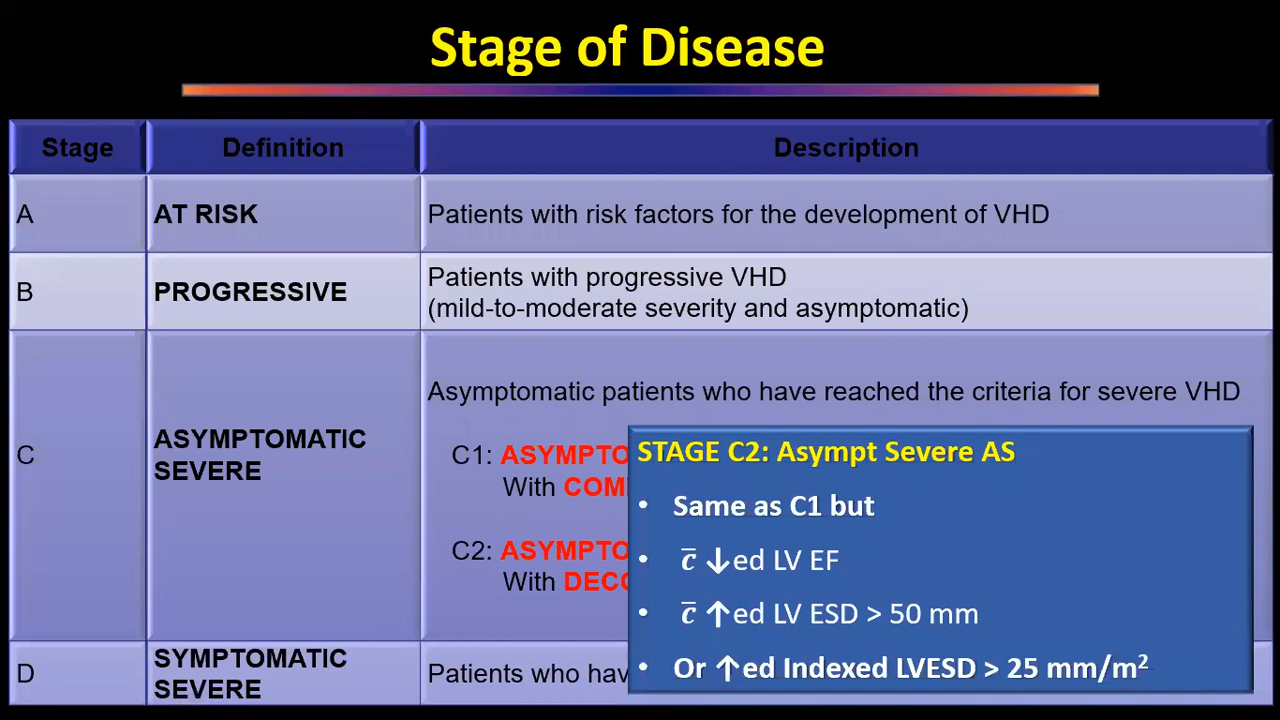 Stage of Disease
Stage Definition Description
A AT RISK Patients with risk factors for the development of VHD
B PROGRESSIVE Patients with progressive VHD
(mild-to-moderate severity and asymptomatic)
C ASYMPTOMATIC
SEVERE
Asymptomatic patients who have reached the criteria for severe VHD
C1: ASYMPTO
With COM
C2: ASYMPTO
With DECO
STAGE C2: Asympt Severe AS
• Same as C1 but
• c̅ ↓ed LV EF
• c̅ ↑ed LV ESD > 50 mm
• Or ↑ed Indexed LVESD > 25 mm/m²
D SYMPTOMATIC
SEVERE
Patients who hav